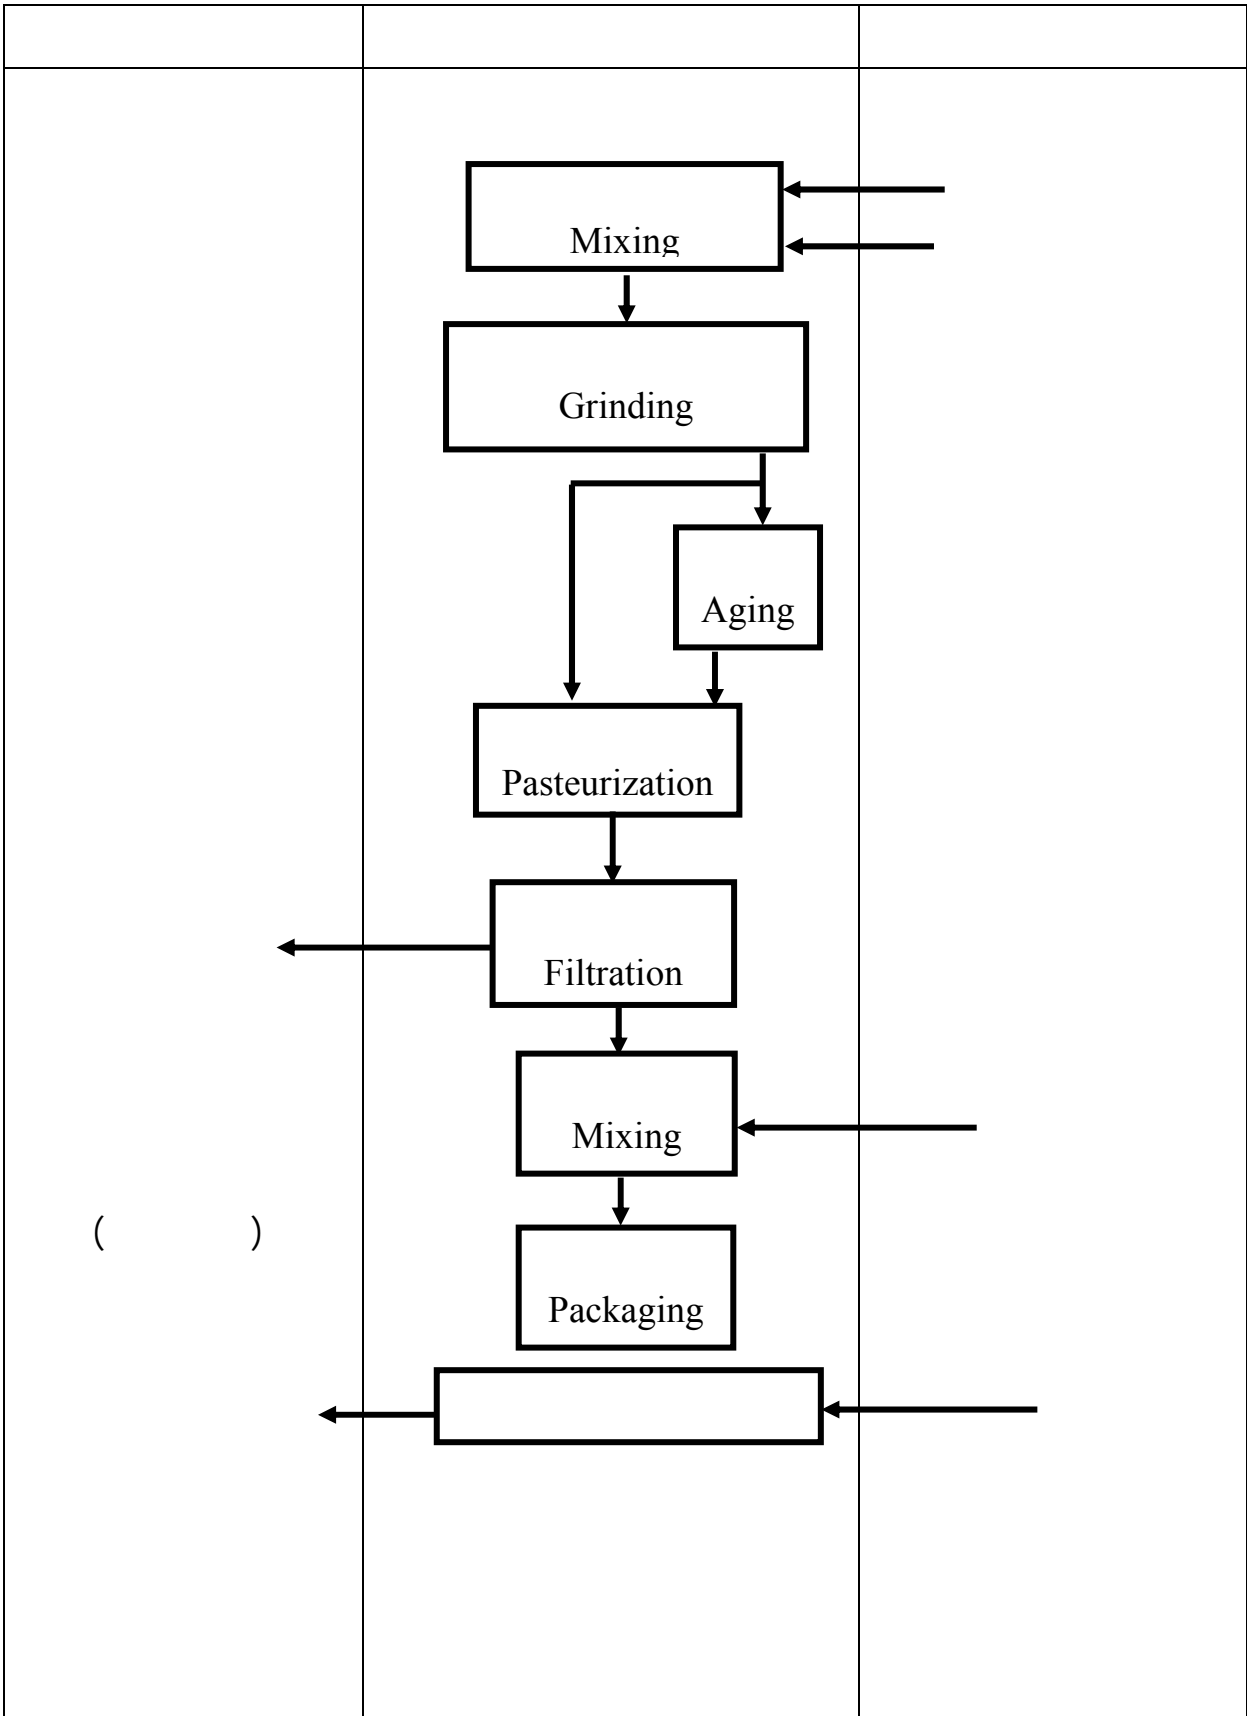 Mixing
Grinding
Aging
Pasteurization
Filtration
Mixing
( )
Packaging